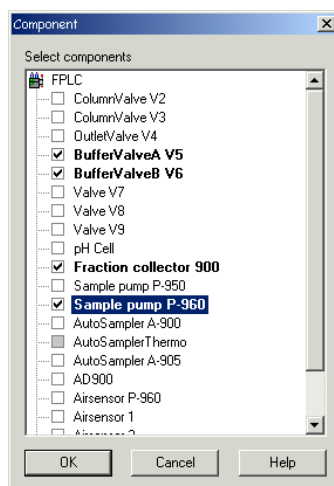 Component
Select components
FPLC
ColumnValve V2
ColumnValve V3
OutletValve V4
BufferValveA V5
BufferValveB V6
Valve V7
Valve V8
Valve V9
pH Cell
Fraction collector 900
Sample pump P-950
Sample pump P-960
AutoSampler A-900
AutoSamplerThermo
AutoSampler A-905
AD900
Airsensor P-960
Airsensor 1
OK Cancel Help